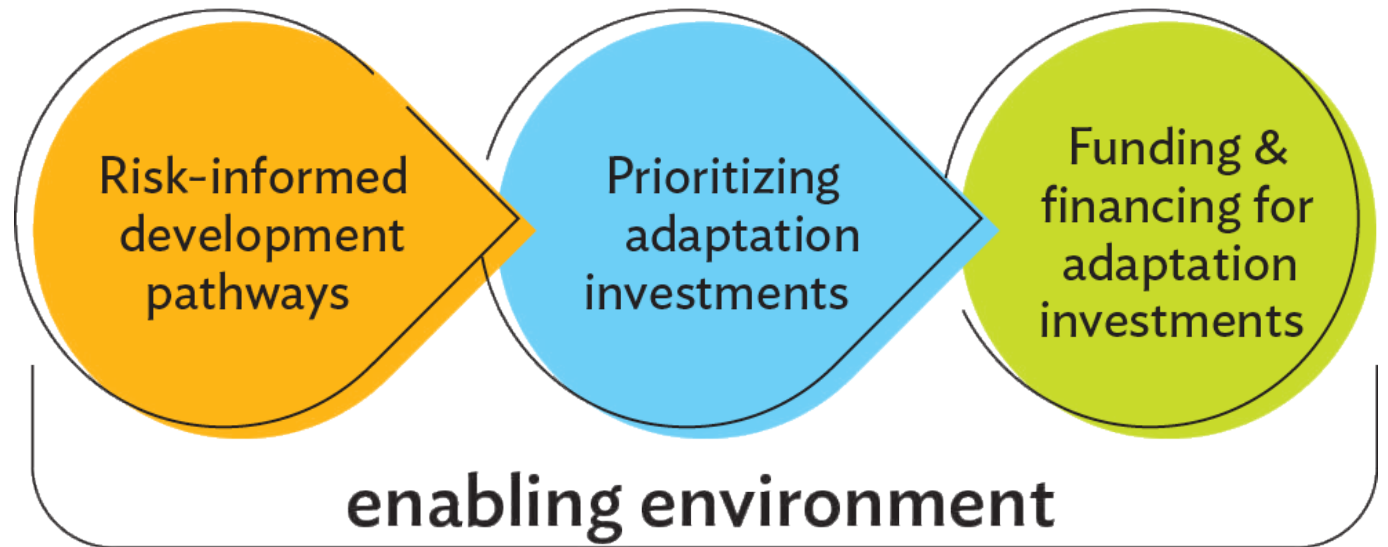 Risk-informed
development
pathways
Prioritizing
adaptation
investments
Funding &
financing for
adaptation
investments
enabling environment